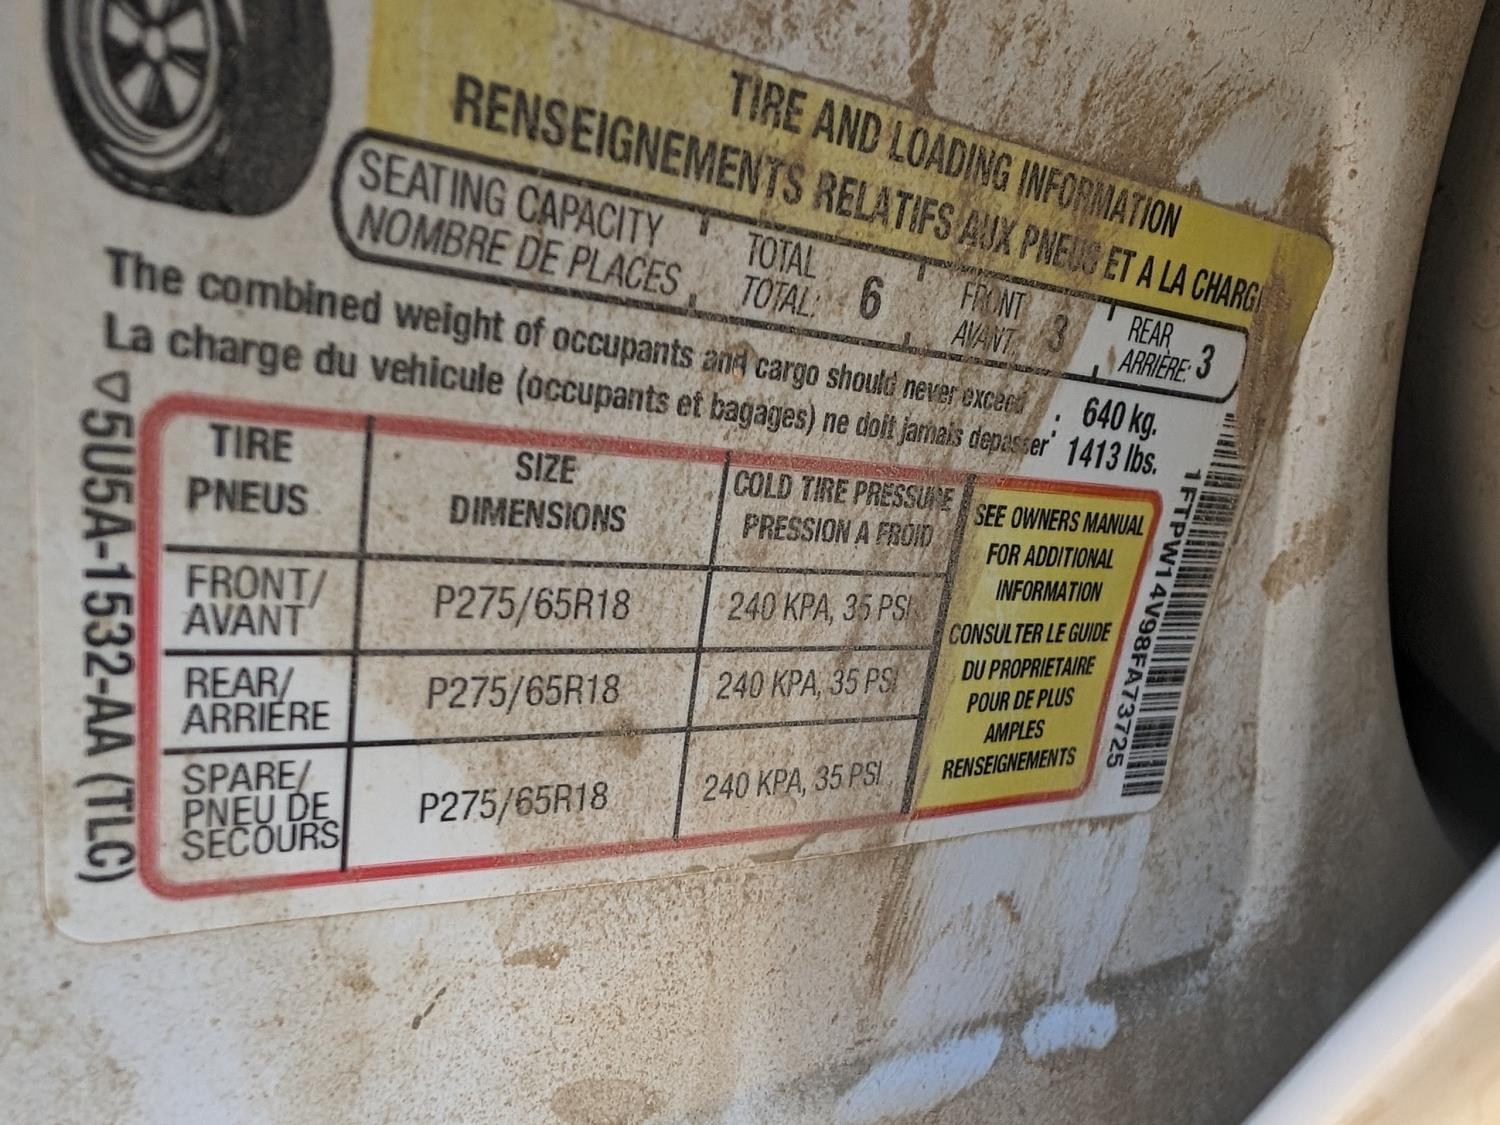 TIRE AND LOADING INFORMATION
RENSEIGNEMENTS RELATIFS AUX PNEUS ET A LA CHARGE
SEATING CAPACITY
NOMBRE DE PLACES
TOTAL
TOTAL: 6
FRONT
AVANT: 3
REAR
ARRIÈRE: 3
The combined weight of occupants and cargo should never exceed : 640 kg.
La charge du vehicule (occupants et bagages) ne doit jamais depasser : 1413 lbs.
TIRE
PNEUS
SIZE
DIMENSIONS
COLD TIRE PRESSURE
PRESSION A FROID
FRONT/
AVANT
P275/65R18
240 KPA, 35 PSI
REAR/
ARRIERE
P275/65R18
240 KPA, 35 PSI
SPARE/
PNEU DE
SECOURS
P275/65R18
240 KPA, 35 PSI
SEE OWNERS MANUAL
FOR ADDITIONAL
INFORMATION
CONSULTER LE GUIDE
DU PROPRIETAIRE
POUR DE PLUS
AMPLES
RENSEIGNEMENTS
5U5A-1532-AA (TLC)
1FTPW14V98FA73725